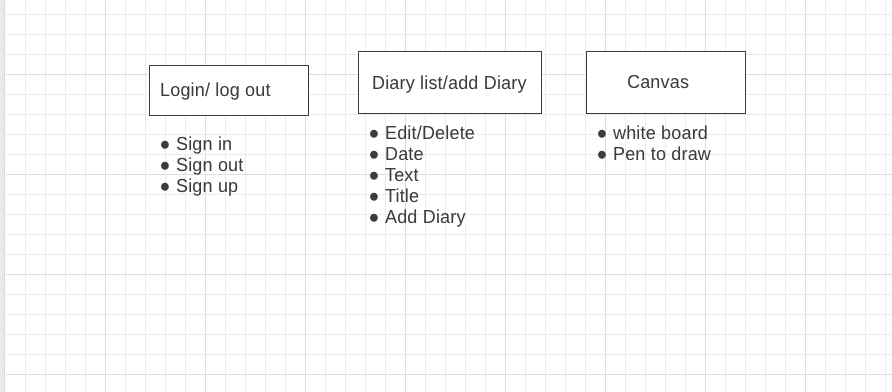 Login/ log out
● Sign in
● Sign out
● Sign up
Diary list/add Diary
● Edit/Delete
● Date
● Text
● Title
● Add Diary
Canvas
● white board
● Pen to draw